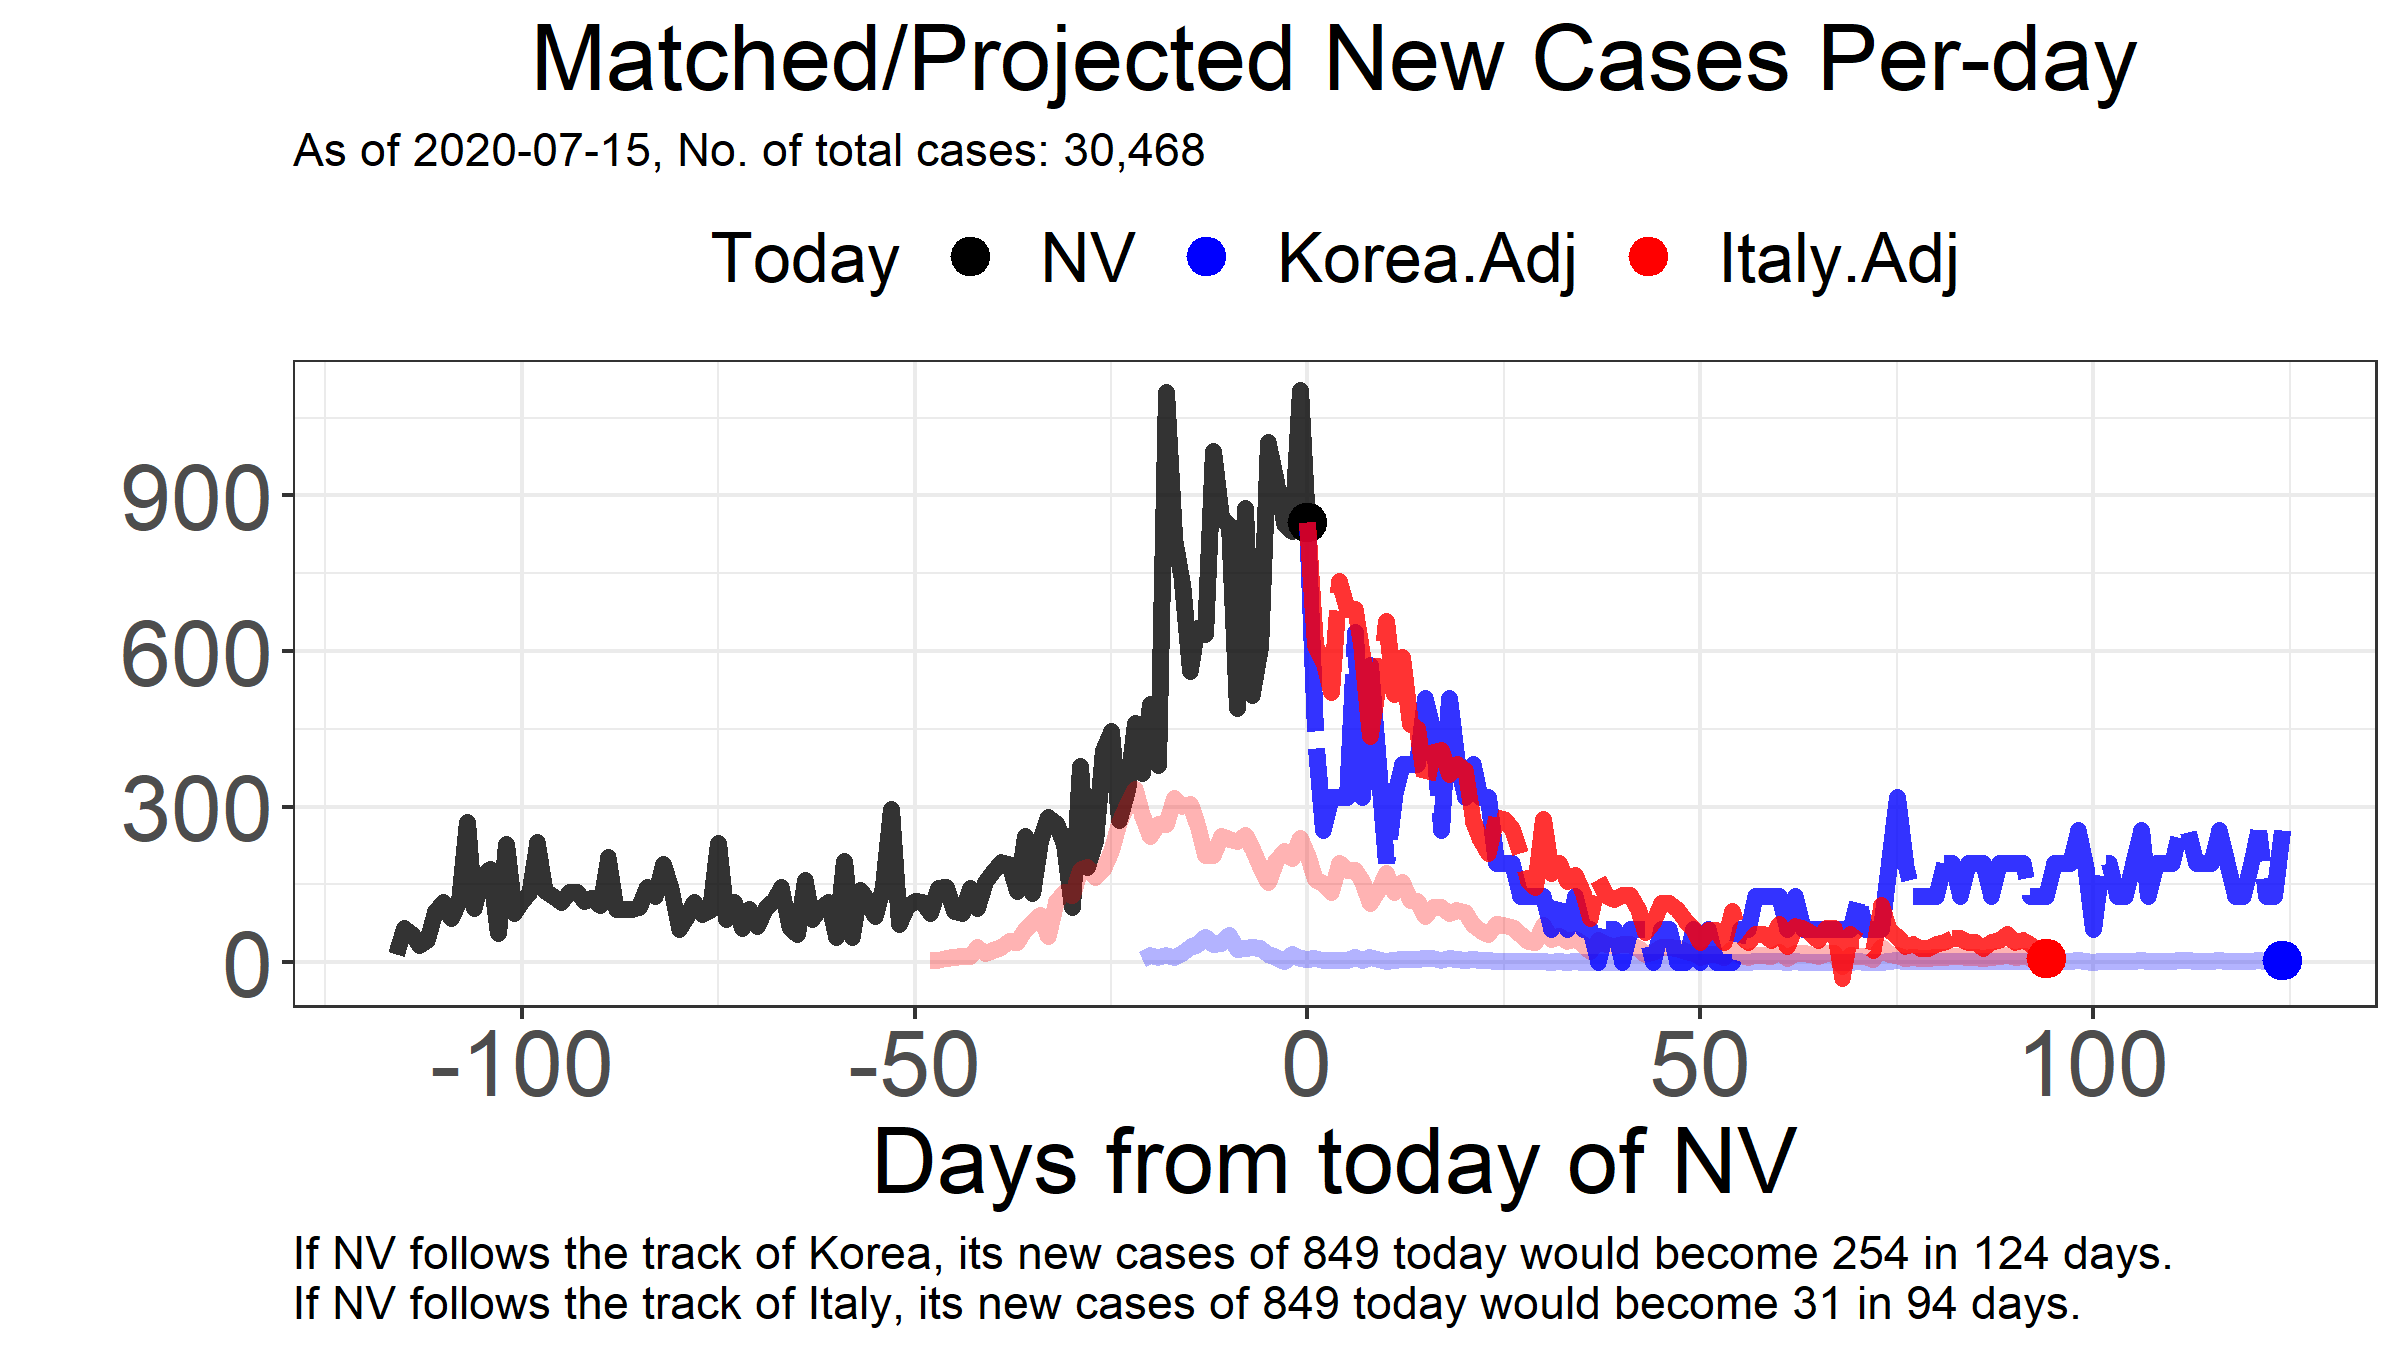 Matched/Projected New Cases Per-day
As of 2020-07-15, No. of total cases: 30,468
Today NV Korea.Adj Italy.Adj
900
600
300
0
-100 -50 0 50 100
Days from today of NV
If NV follows the track of Korea, its new cases of 849 today would become 254 in 124 days.
If NV follows the track of Italy, its new cases of 849 today would become 31 in 94 days.